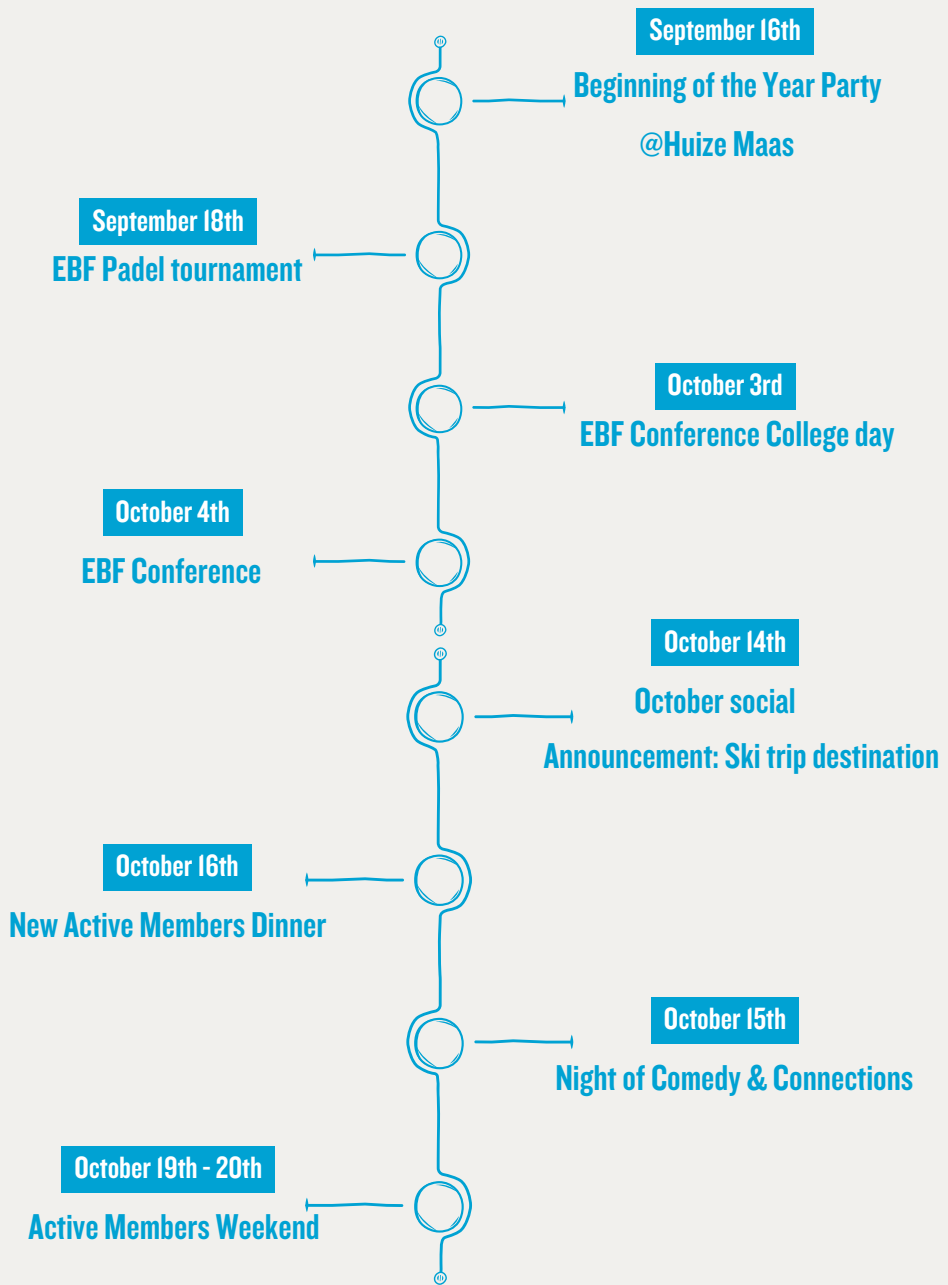 September 16th
Beginning of the Year Party
@Huize Maas
September 18th
EBF Padel tournament
October 3rd
EBF Conference College day
October 4th
EBF Conference
October 14th
October social
Announcement: Ski trip destination
October 16th
New Active Members Dinner
October 15th
Night of Comedy & Connections
October 19th - 20th
Active Members Weekend